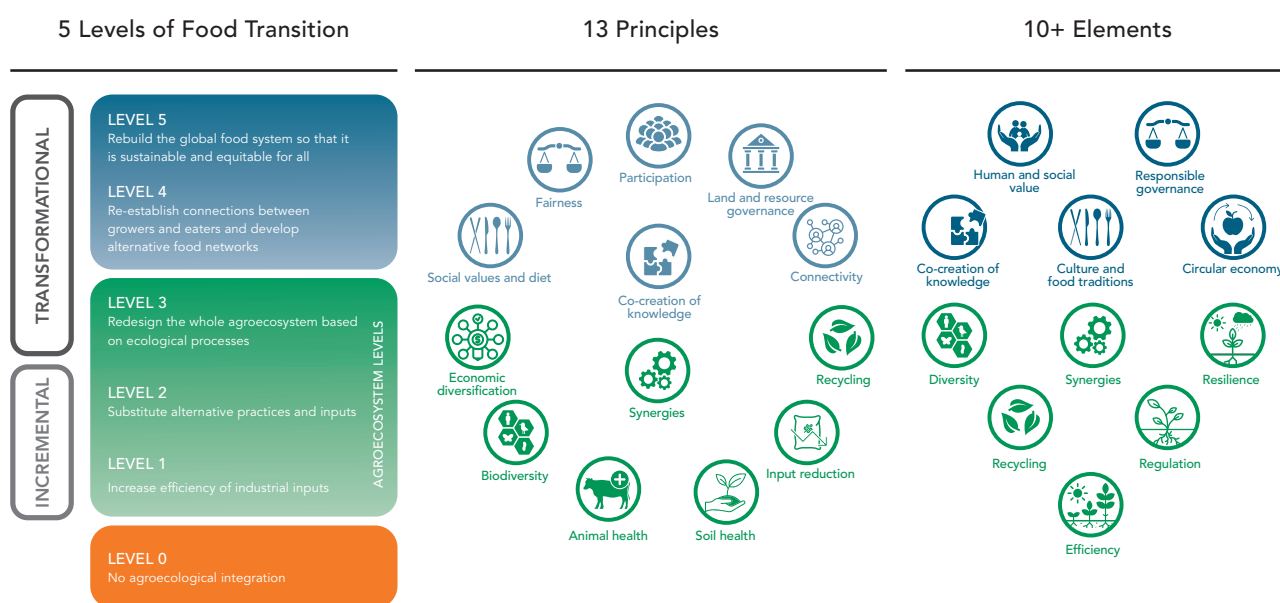 5 Levels of Food Transition
13 Principles
10+ Elements
TRANSFORMATIONAL
INCREMENTAL
LEVEL 5
Rebuild the global food system so that it
is sustainable and equitable for all
LEVEL 4
Re-establish connections between
growers and eaters and develop
alternative food networks
LEVEL 3
Redesign the whole agroecosystem based
on ecological processes
LEVEL 2
Substitute alternative practices and inputs
LEVEL 1
Increase efficiency of industrial inputs
AGROECOSYSTEM LEVELS
LEVEL 0
No agroecological integration
Participation
Fairness
Land and resource
governance
Social values and diet
Co-creation of
knowledge
Connectivity
Economic
diversification
Synergies
Recycling
Biodiversity
Input reduction
Animal health
Soil health
Human and social
value
Responsible
governance
Co-creation of
knowledge
Culture and
food traditions
Circular economy
Diversity
Synergies
Resilience
Recycling
Regulation
Efficiency